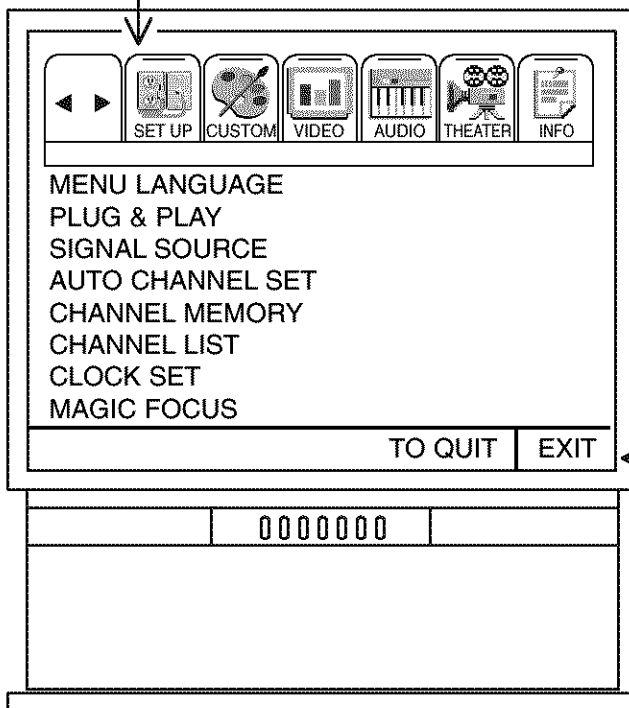 SET UP CUSTOM VIDEO AUDIO THEATER INFO
MENU LANGUAGE
PLUG & PLAY
SIGNAL SOURCE
AUTO CHANNEL SET
CHANNEL MEMORY
CHANNEL LIST
CLOCK SET
MAGIC FOCUS
TO QUIT EXIT